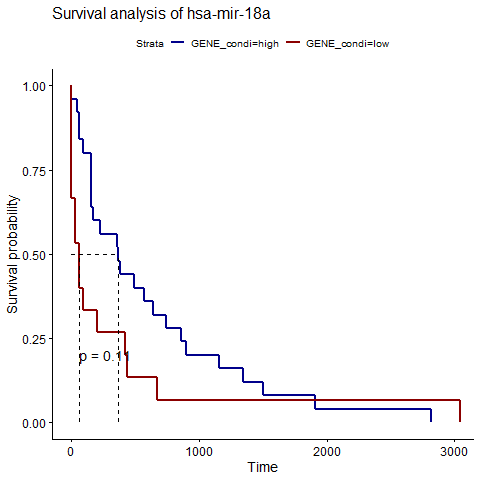 Survival analysis of hsa-mir-18a
Strata GENE_condi=high GENE_condi=low
Survival probability
1.00
0.75
0.50
0.25
0.00
p = 0.11
0 1000 2000 3000
Time